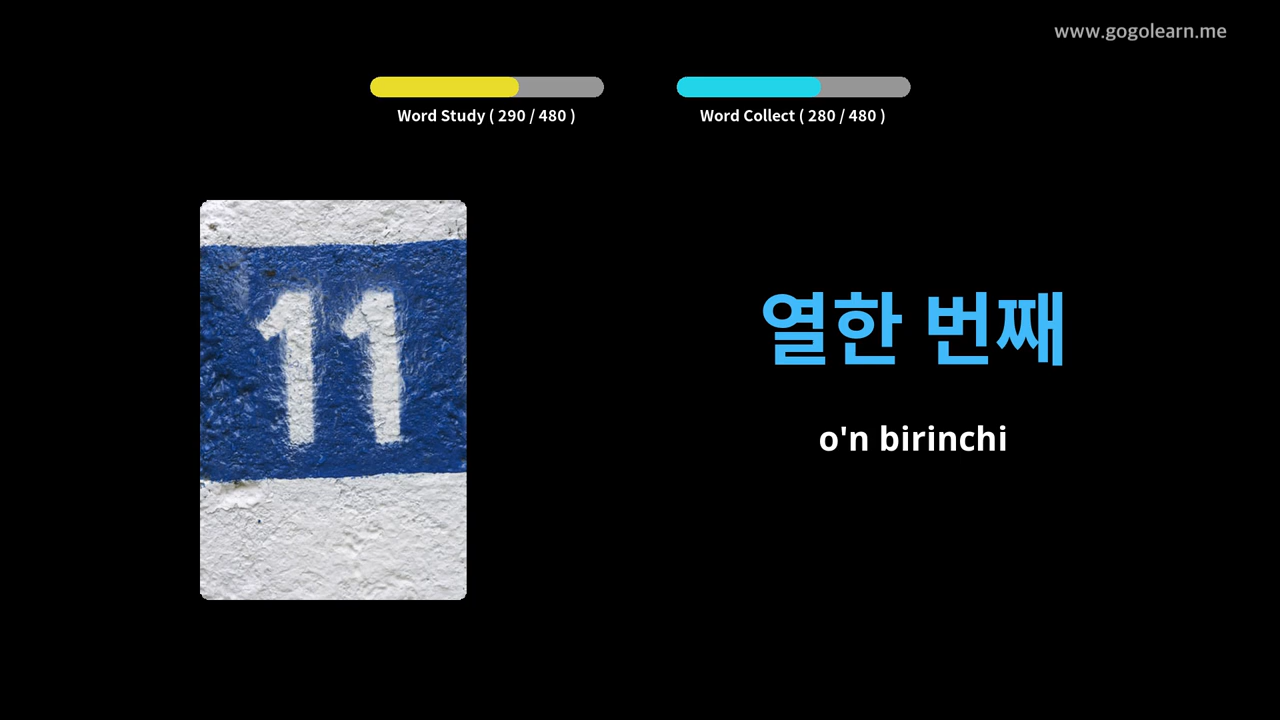 www.gogolearn.me
Word Study ( 290 / 480 )
Word Collect ( 280 / 480 )
11
열한 번째
o'n birinchi